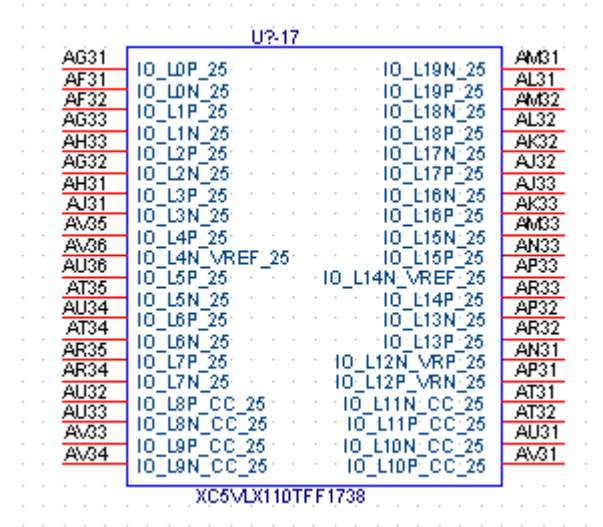 U?-17
AG31 IO_L0P_25 IO_L19N_25 AM31
AF31 IO_L0N_25 IO_L19P_25 AL31
AF32 IO_L1P_25 IO_L18N_25 AM32
AG33 IO_L1N_25 IO_L18P_25 AL32
AH33 IO_L2P_25 IO_L17N_25 AK32
AG32 IO_L2N_25 IO_L17P_25 AJ32
AH31 IO_L3P_25 IO_L16N_25 AJ33
AJ31 IO_L3N_25 IO_L16P_25 AK33
AV35 IO_L4P_25 IO_L15N_25 AM33
AV36 IO_L4N_VREF_25 IO_L15P_25 AN33
AU36 IO_L5P_25 IO_L14N_VREF_25 AP33
AT35 IO_L5N_25 IO_L14P_25 AR33
AU34 IO_L6P_25 IO_L13N_25 AP32
AT34 IO_L6N_25 IO_L13P_25 AR32
AR35 IO_L7P_25 IO_L12N_VRP_25 AN31
AR34 IO_L7N_25 IO_L12P_VRN_25 AP31
AU32 IO_L8P_CC_25 IO_L11N_CC_25 AT31
AU33 IO_L8N_CC_25 IO_L11P_CC_25 AT32
AV33 IO_L9P_CC_25 IO_L10N_CC_25 AU31
AV34 IO_L9N_CC_25 IO_L10P_CC_25 AV31
XC5VLX110TFF1738